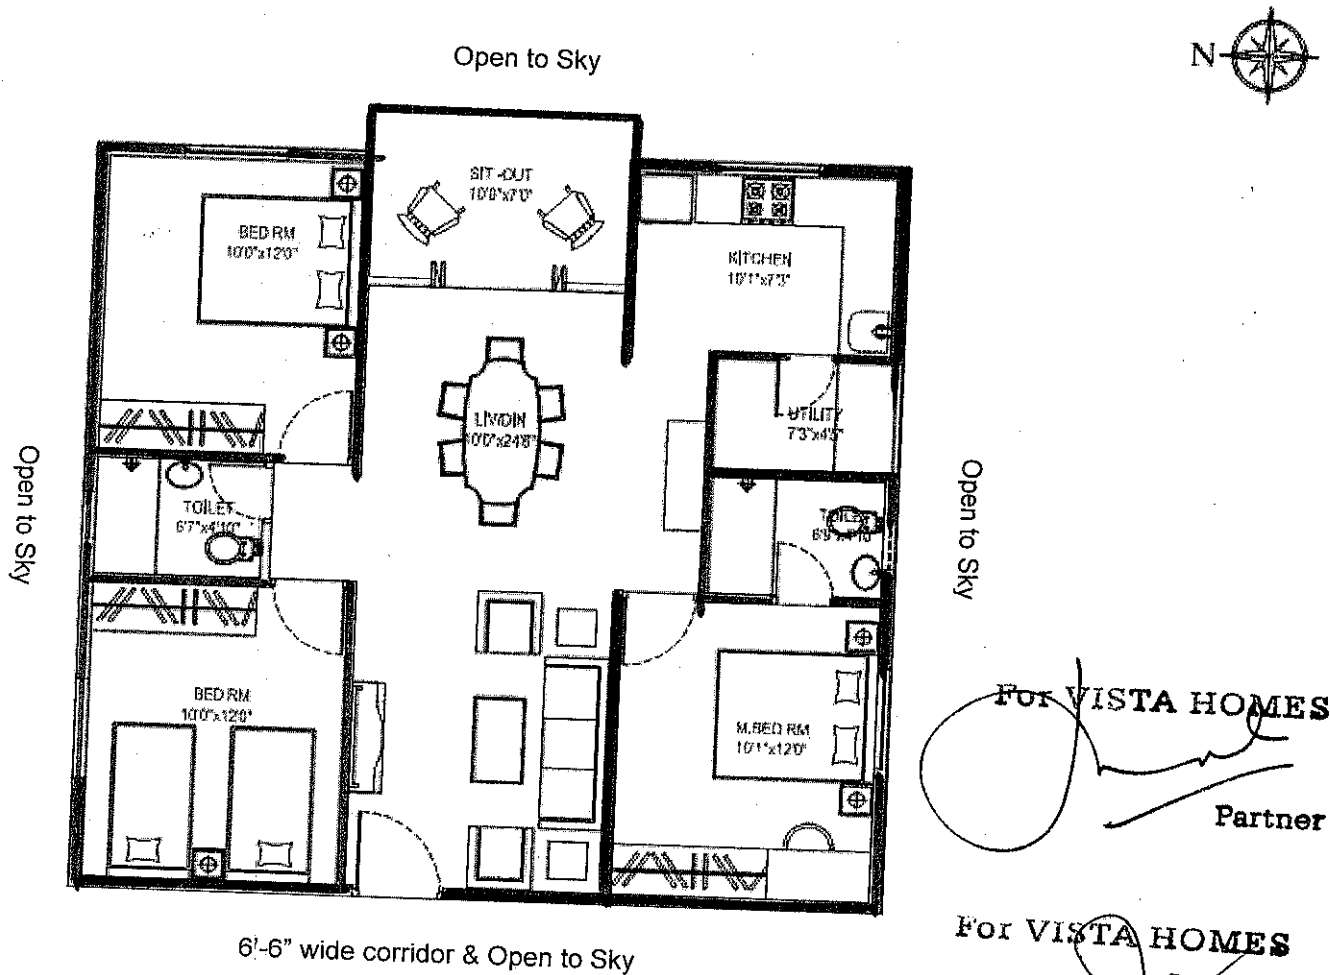 Open to Sky
N
SIT-OUT
10'0"x7'0"
BED RM
10'0"x12'0"
KITCHEN
10'1"x7'3"
LIV/DIN
10'0"x24'8"
UTILITY
7'3"x4'5"
Open to Sky
TOILET
6'7"x4'10"
TOILET
Open to Sky
BED RM
10'0"x12'0"
M.BED RM
10'1"x12'0"
For VISTA HOMES
Partner
6'-6" wide corridor & Open to Sky
For VISTA HOMES